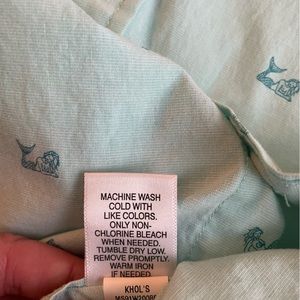 MACHINE WASH
COLD WITH
LIKE COLORS.
ONLY NON-
CHLORINE BLEACH
WHEN NEEDED.
TUMBLE DRY LOW.
REMOVE PROMPTLY.
WARM IRON
IF NEEDED.
KHOL'S